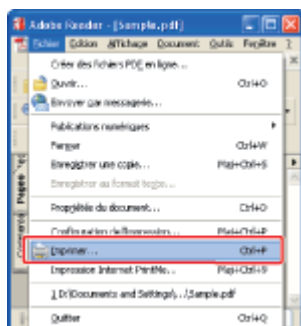 Adobe Reader - [Sample.pdf]
Fichier Edition Affichage Document Outils Fenêtre ?
Créer des fichiers PDF en ligne...
Ouvrir... Ctrl+O
Envoyer par messagerie...
Publications numériques
Fermer Ctrl+W
Enregistrer une copie... Maj+Ctrl+S
Enregistrer au format texte...
Propriétés du document... Ctrl+D
Configuration de l'impression... Maj+Ctrl+P
Imprimer... Ctrl+P
Impression Internet PrintMe... Maj+Ctrl+9
1 D:\Documents and Settings\...\Sample.pdf
Quitter Ctrl+Q
Pages